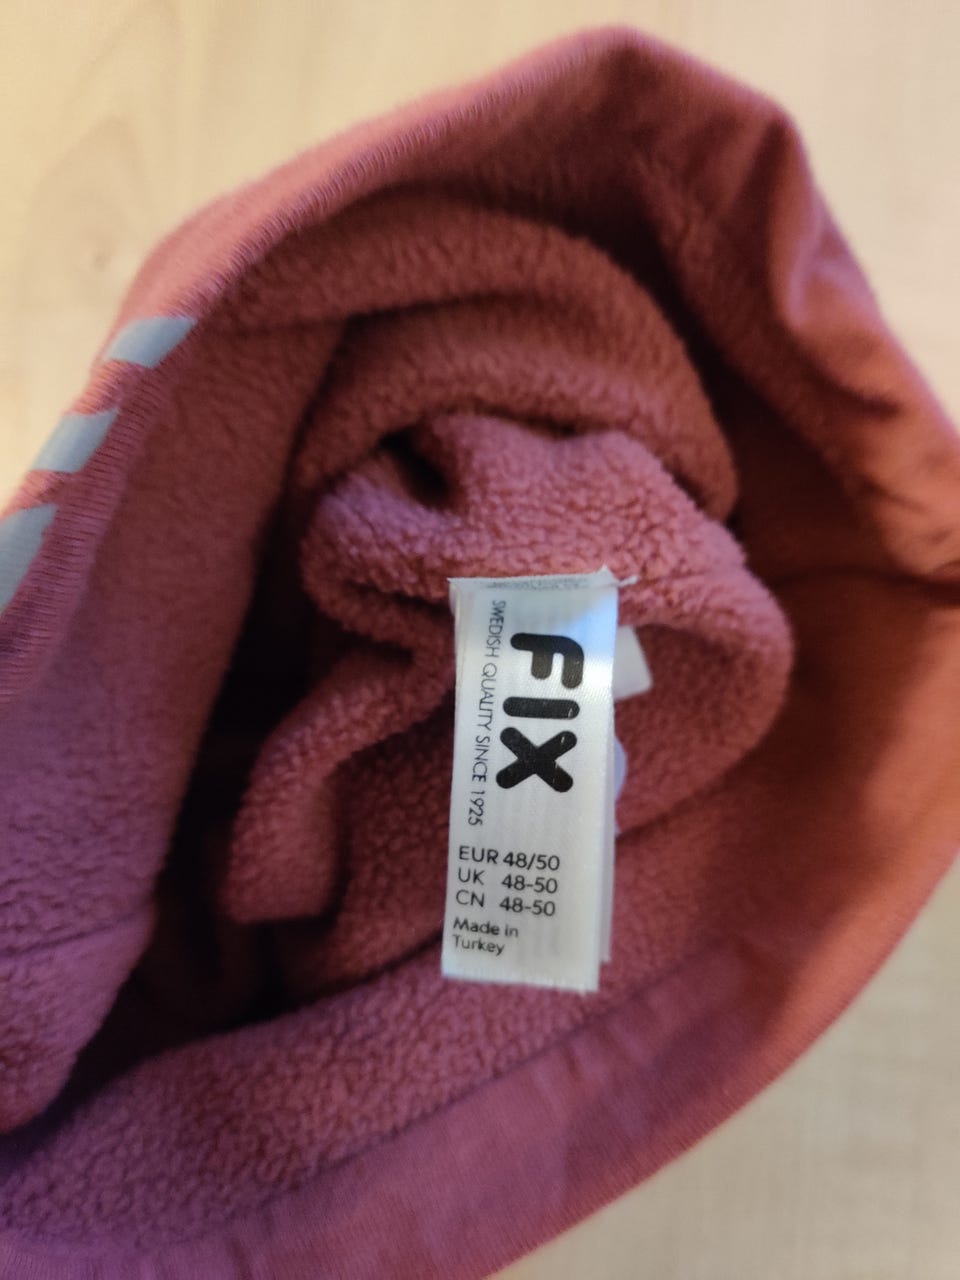 FIX
SWEDISH QUALITY SINCE 1925
EUR 48/50
UK 48-50
CN 48-50
Made in
Turkey